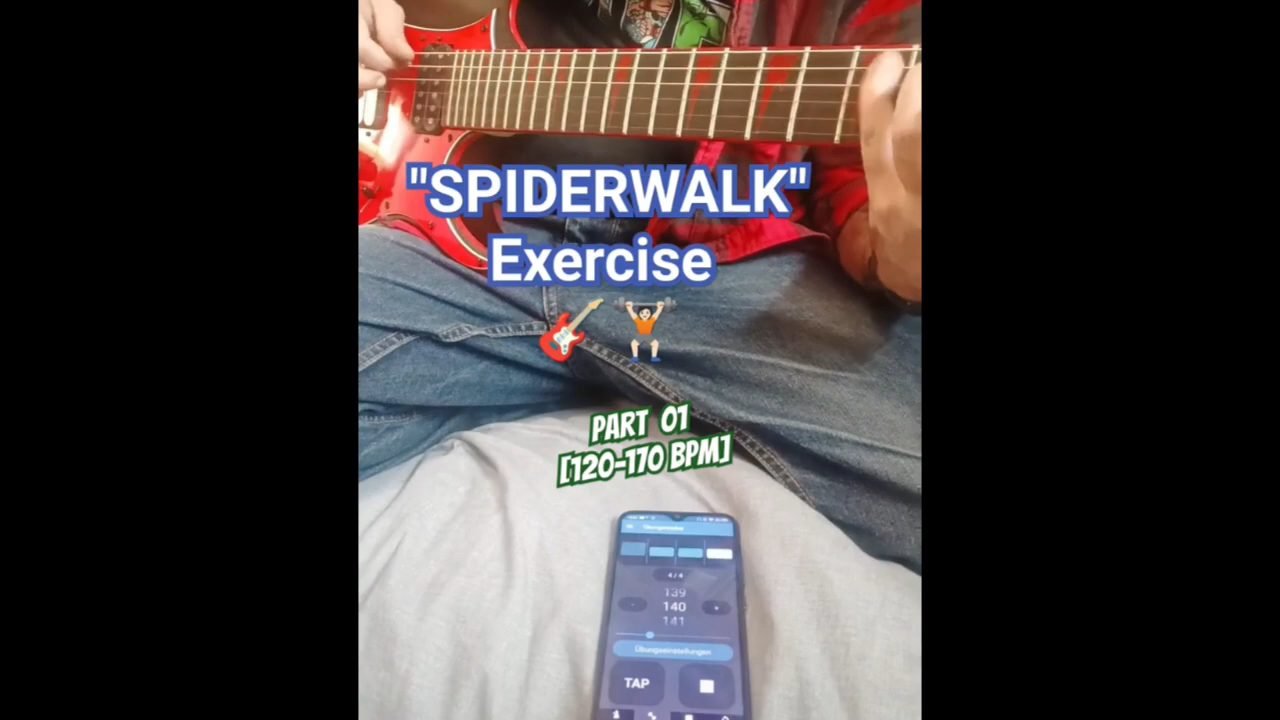 "SPIDERWALK"
Exercise
PART 01
[120-170 BPM]
4/4
139
- 140 +
141
Übungseinstellungen
TAP